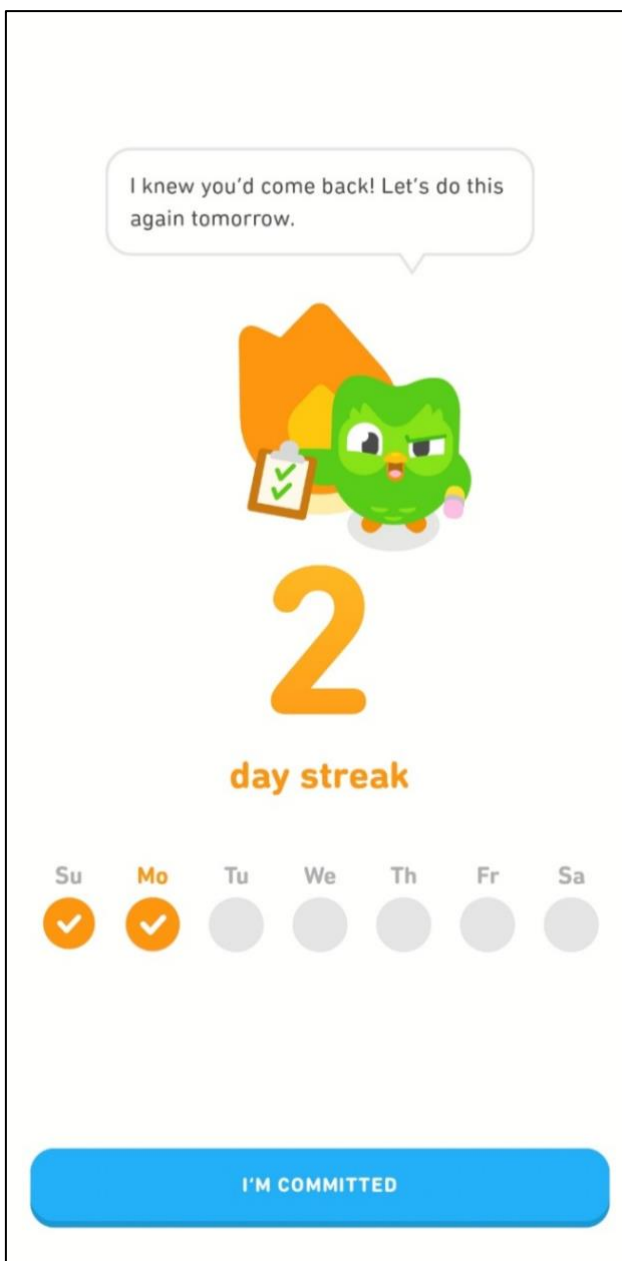 I knew you'd come back! Let's do this
again tomorrow.
2
day streak
Su Mo Tu We Th Fr Sa
I'M COMMITTED